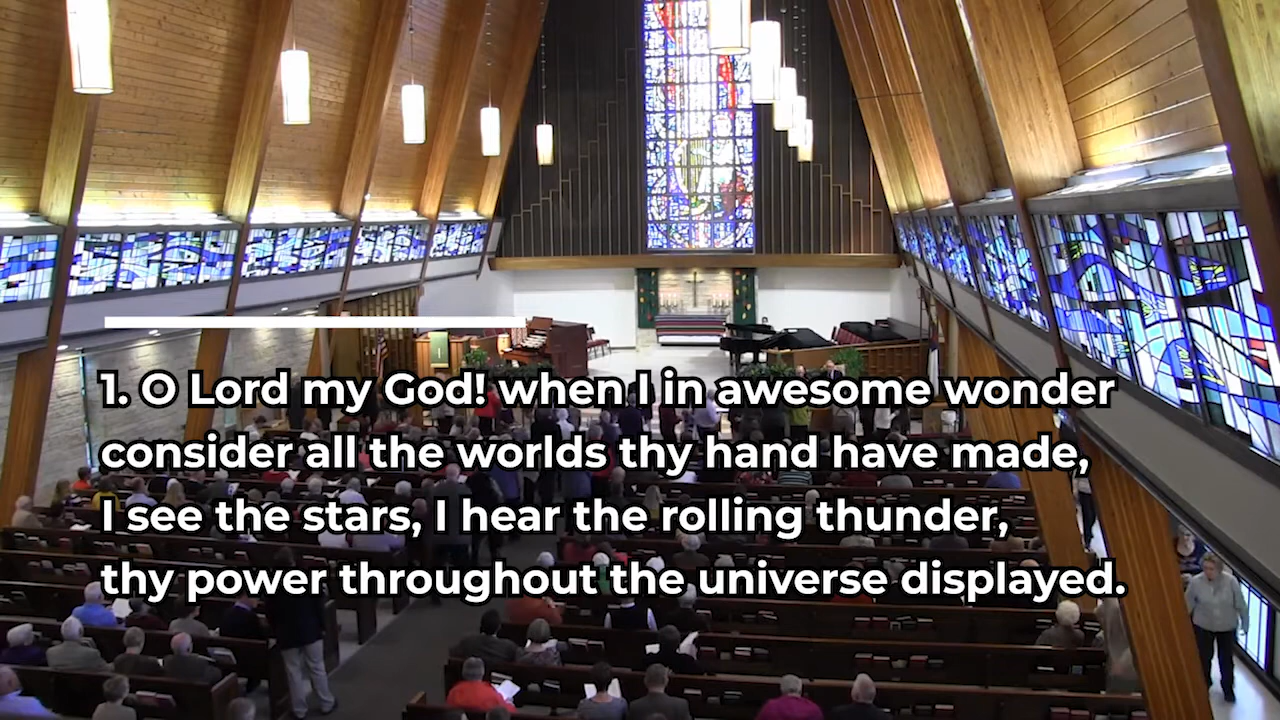 1. O Lord my God! when I in awesome wonder
consider all the worlds thy hand have made,
I see the stars, I hear the rolling thunder,
thy power throughout the universe displayed.